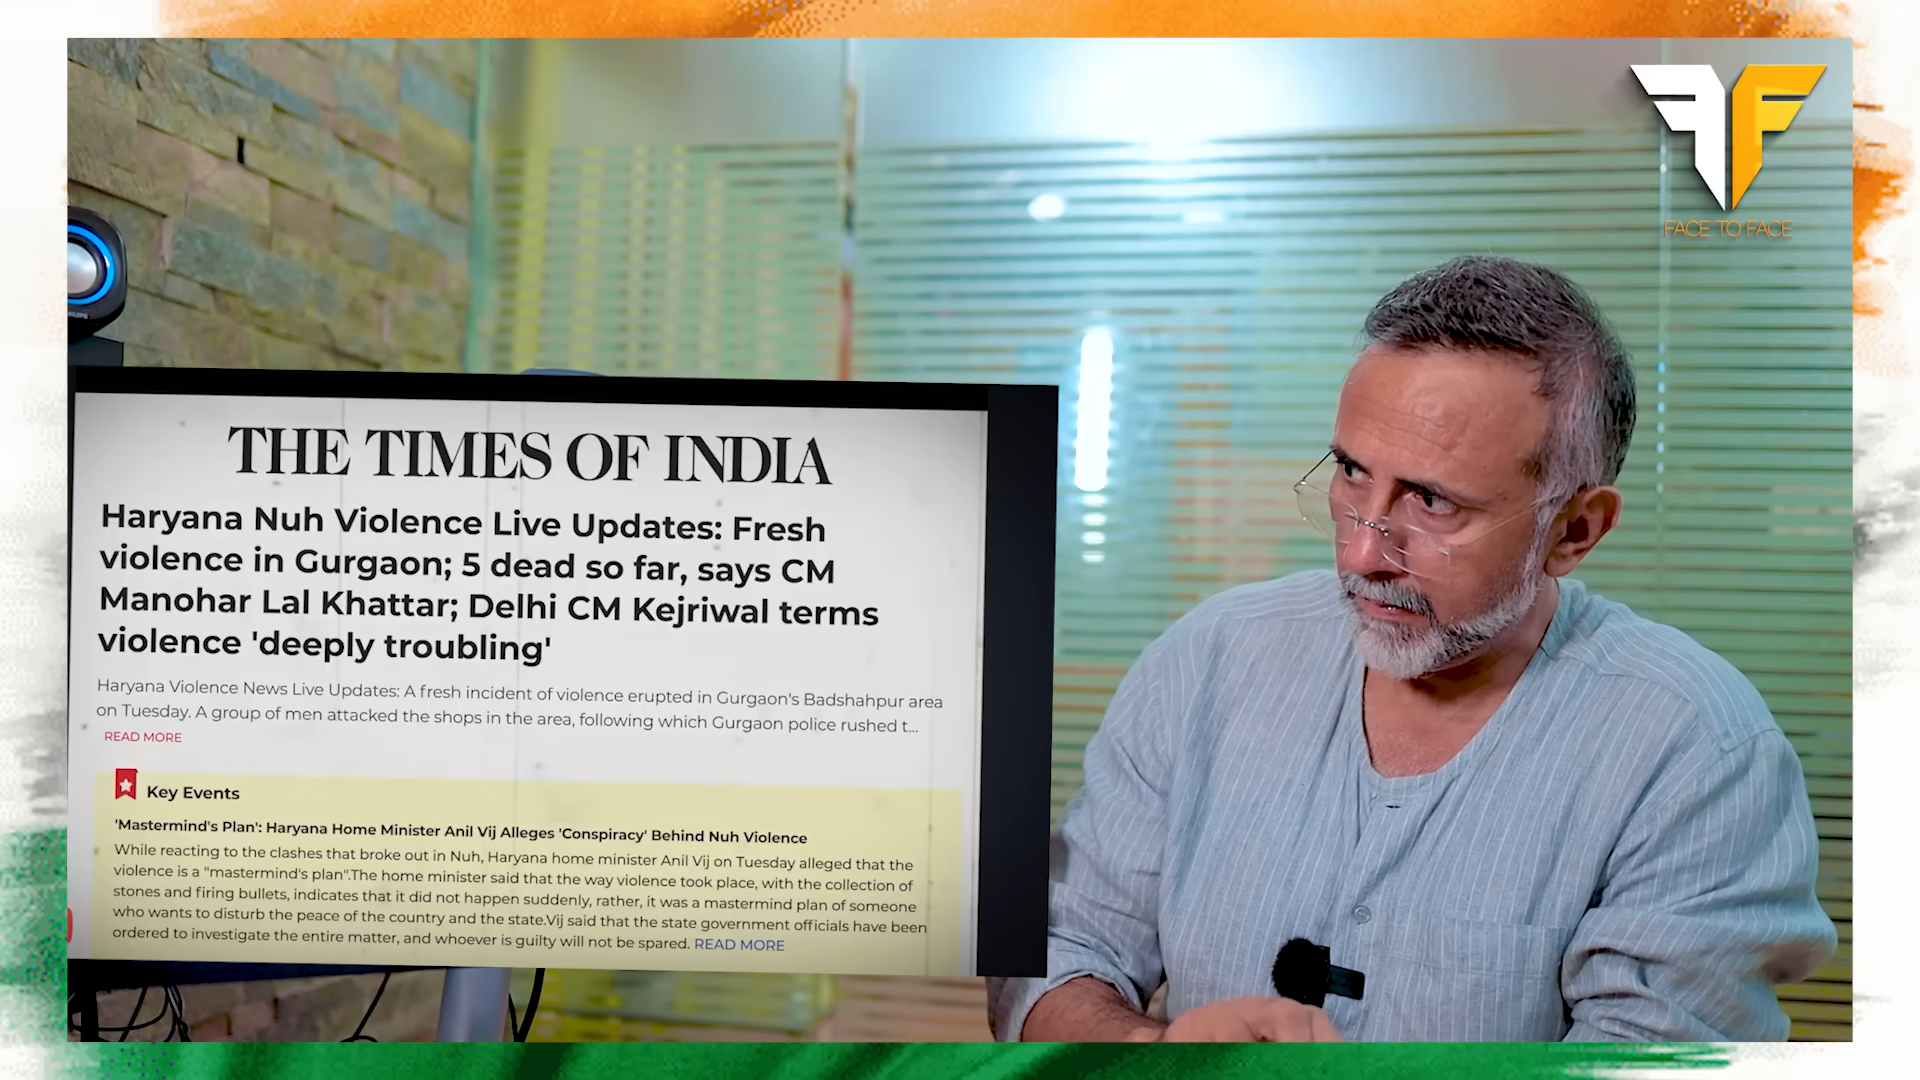 FACE TO FACE
THE TIMES OF INDIA
Haryana Nuh Violence Live Updates: Fresh
violence in Gurgaon; 5 dead so far, says CM
Manohar Lal Khattar; Delhi CM Kejriwal terms
violence 'deeply troubling'
Haryana Violence News Live Updates: A fresh incident of violence erupted in Gurgaon's Badshahpur area
on Tuesday. A group of men attacked the shops in the area, following which Gurgaon police rushed t...
READ MORE
Key Events
'Mastermind's Plan': Haryana Home Minister Anil Vij Alleges 'Conspiracy' Behind Nuh Violence
While reacting to the clashes that broke out in Nuh, Haryana home minister Anil Vij on Tuesday alleged that the
violence is a "mastermind's plan".The home minister said that the way violence took place, with the collection of
stones and firing bullets, indicates that it did not happen suddenly, rather, it was a mastermind plan of someone
who wants to disturb the peace of the country and the state.Vij said that the state government officials have been
ordered to investigate the entire matter, and whoever is guilty will not be spared. READ MORE